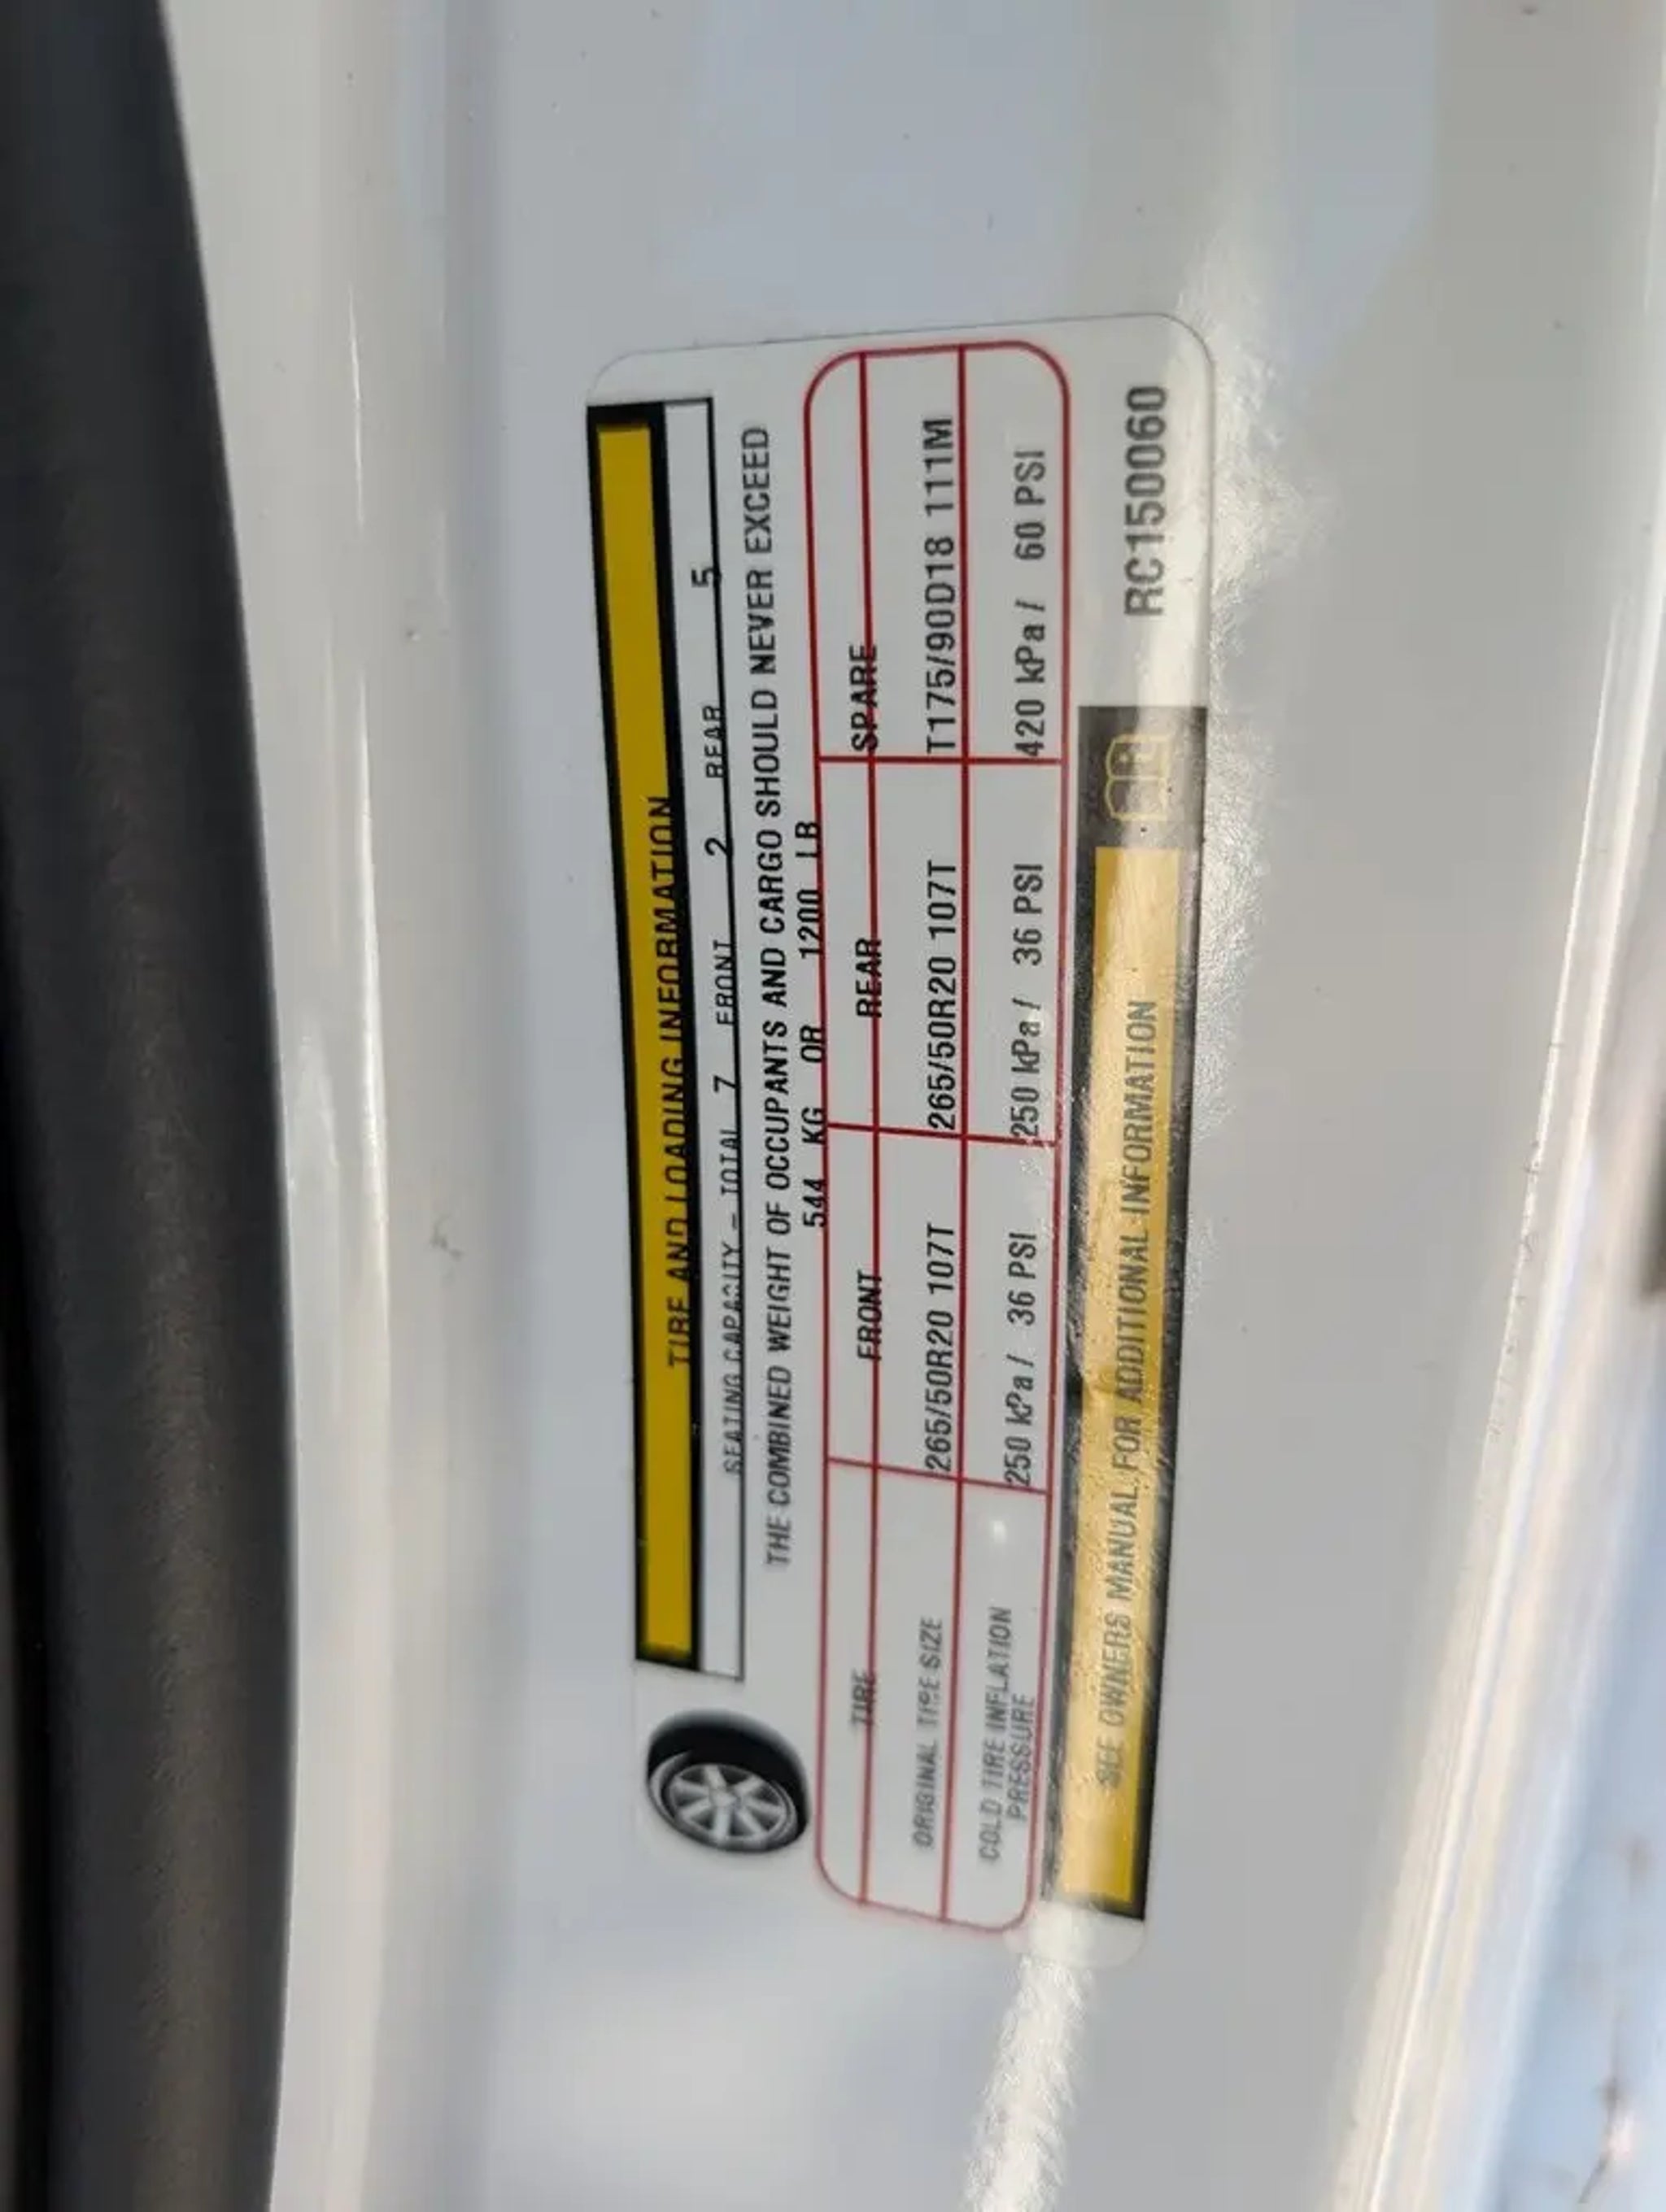 TIRE AND LOADING INFORMATION
SEATING CAPACITY - TOTAL 7 FRONT 2 REAR 5
THE COMBINED WEIGHT OF OCCUPANTS AND CARGO SHOULD NEVER EXCEED
544 KG OR 1200 LB
TIRE FRONT REAR SPARE
ORIGINAL TIRE SIZE 265/50R20 107T 265/50R20 107T T175/90D18 111M
COLD TIRE INFLATION PRESSURE 250 kPa / 36 PSI 250 kPa / 36 PSI 420 kPa / 60 PSI
SEE OWNERS MANUAL FOR ADDITIONAL INFORMATION
RC150060